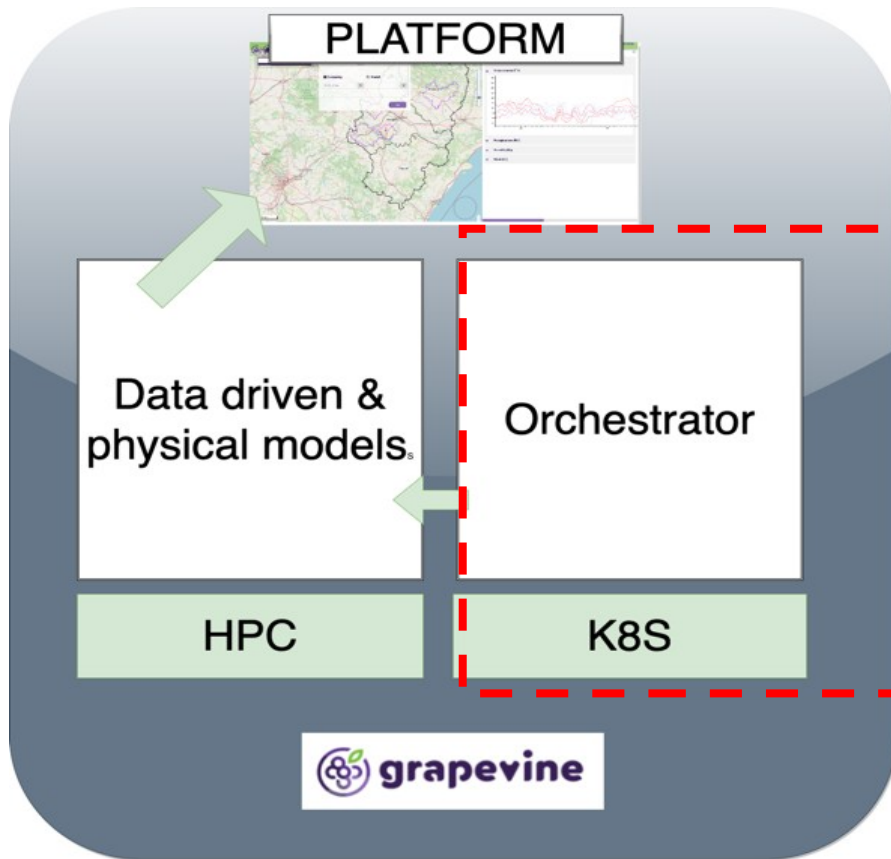 PLATFORM
Data driven &
physical models
s
Orchestrator
HPC
K8S
grapevine